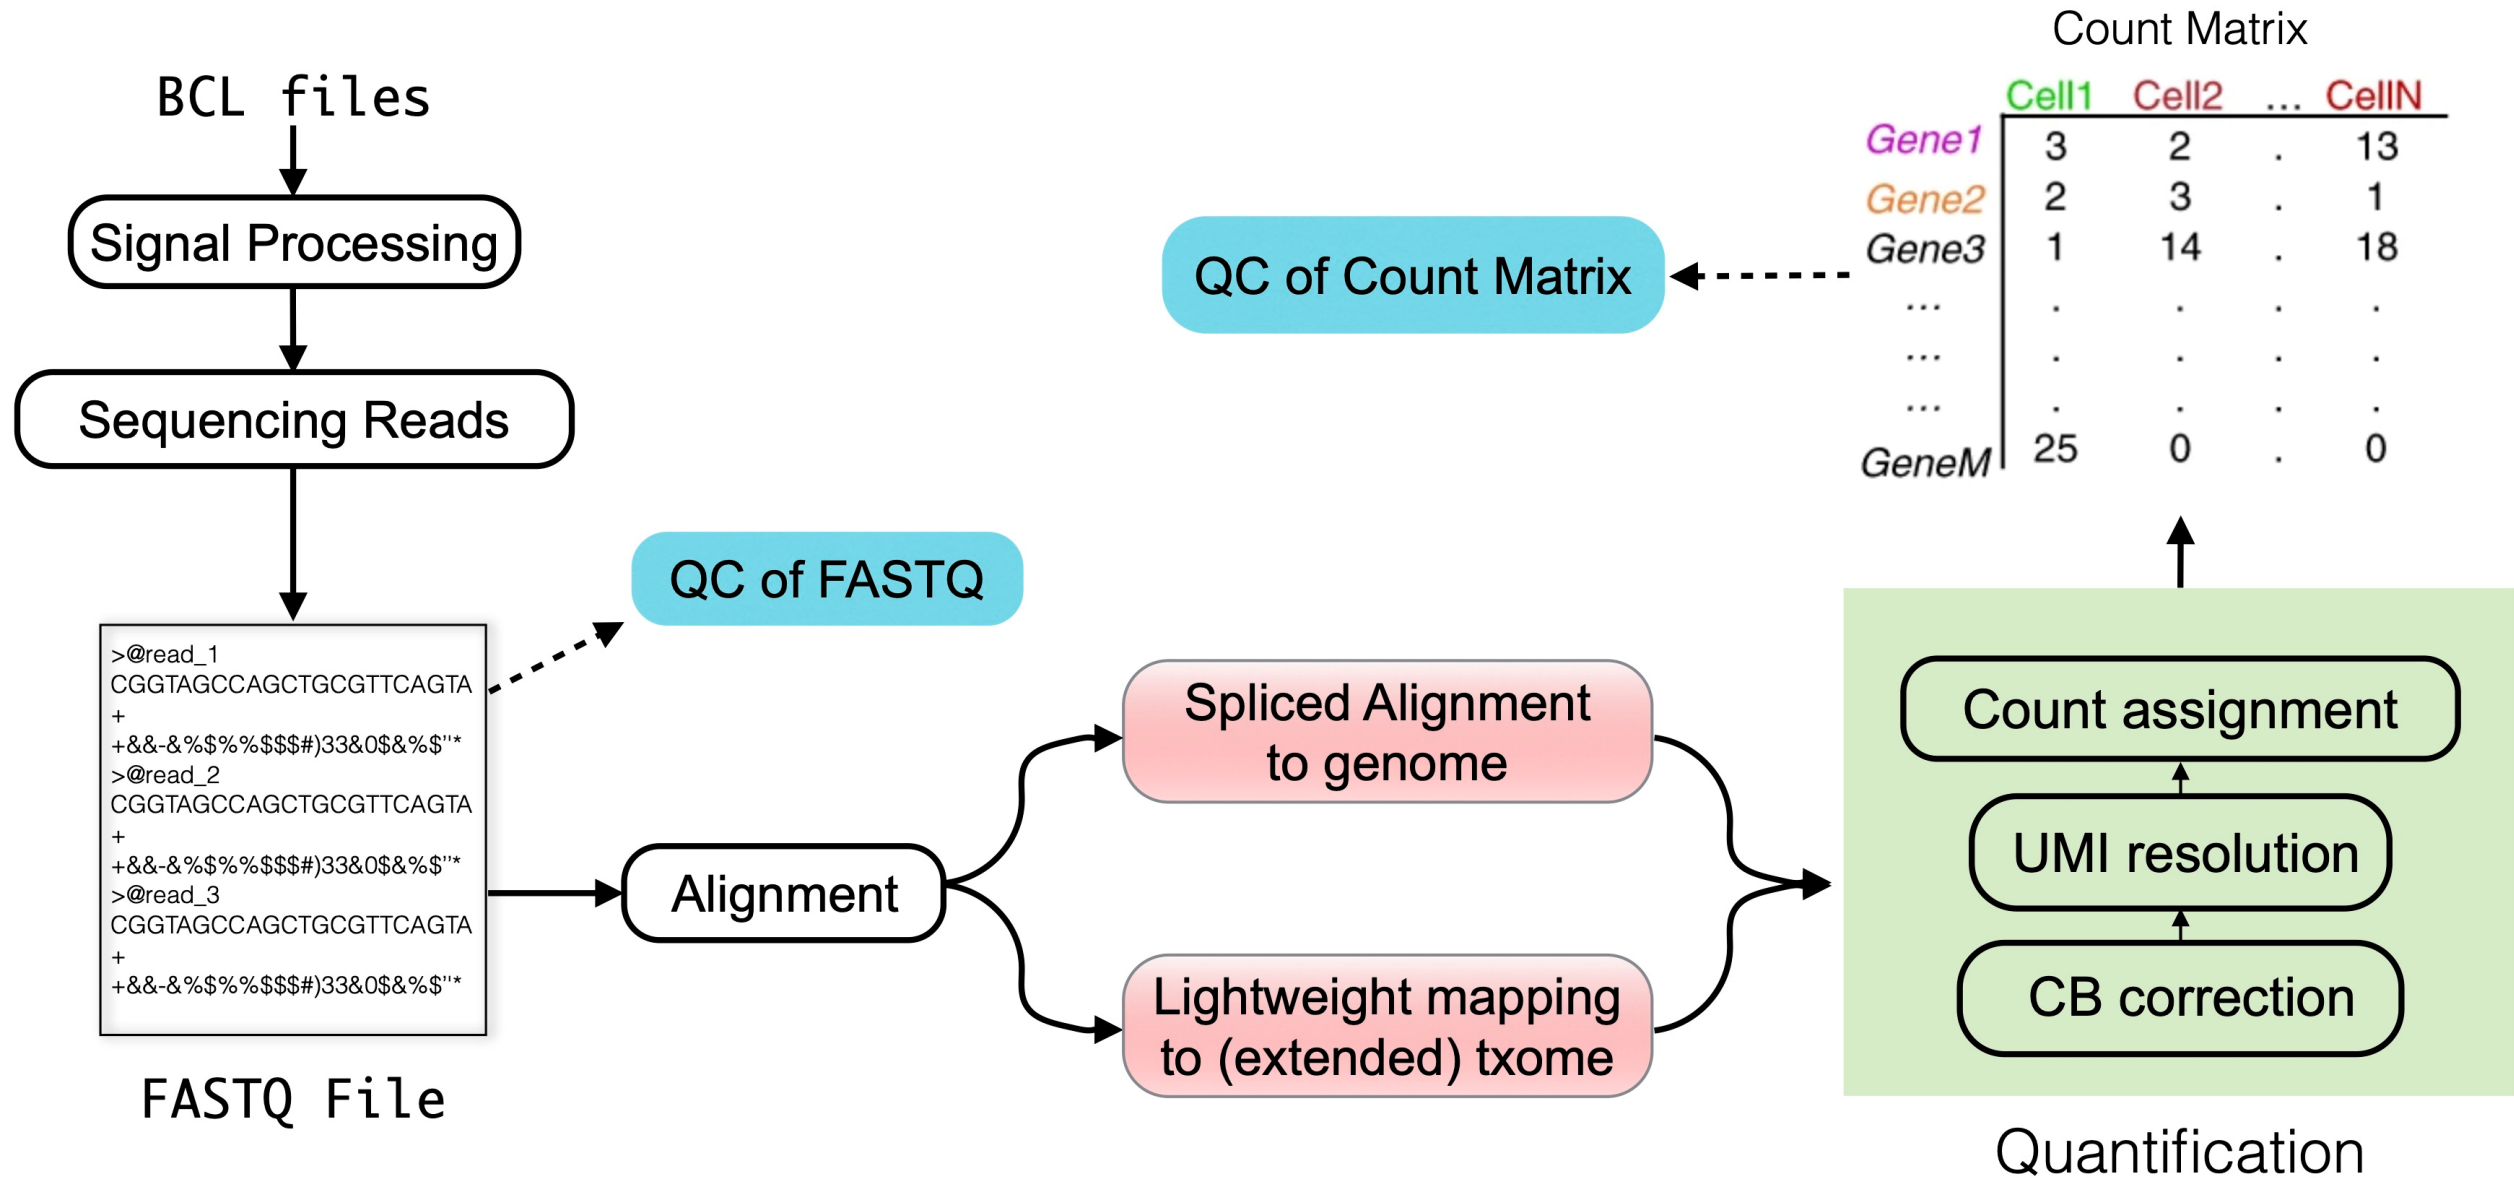 BCL files
Signal Processing
Sequencing Reads
>@read_1
CGGTAGCCAGCTGCGTTCAGTA
+
+&&-&%$%%$$$#)33&0$&%$"*
>@read_2
CGGTAGCCAGCTGCGTTCAGTA
+
+&&-&%$%%$$$#)33&0$&%$"*
>@read_3
CGGTAGCCAGCTGCGTTCAGTA
+
+&&-&%$%%$$$#)33&0$&%$"*
FASTQ File
QC of FASTQ
Alignment
Spliced Alignment
to genome
Lightweight mapping
to (extended) txome
Count assignment
UMI resolution
CB correction
Quantification
Count Matrix
Cell1 Cell2 ... CellN
Gene1 3 2 . 13
Gene2 2 3 . 1
Gene3 1 14 . 18
... . . . .
... . . . .
... . . . .
GeneM 25 0 . 0
QC of Count Matrix